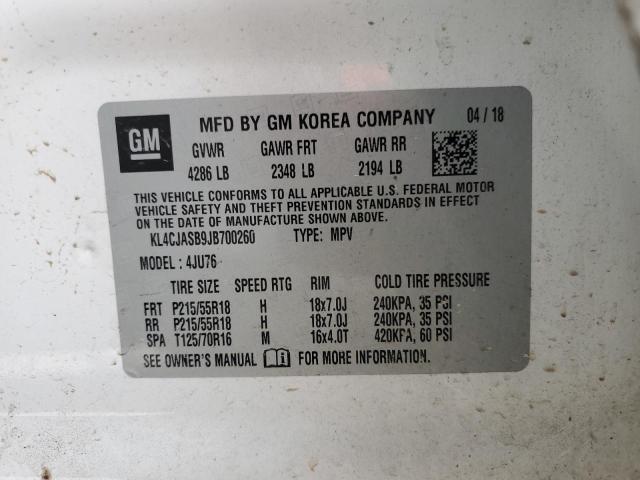 GM
MFD BY GM KOREA COMPANY 04 / 18
GVWR GAWR FRT GAWR RR
4286 LB 2348 LB 2194 LB
THIS VEHICLE CONFORMS TO ALL APPLICABLE U.S. FEDERAL MOTOR
VEHICLE SAFETY AND THEFT PREVENTION STANDARDS IN EFFECT
ON THE DATE OF MANUFACTURE SHOWN ABOVE.
KL4CJASB9JB700260 TYPE: MPV
MODEL : 4JU76
TIRE SIZE SPEED RTG RIM COLD TIRE PRESSURE
FRT P215/55R18 H 18x7.0J 240KPA, 35 PSI
RR P215/55R18 H 18x7.0J 240KPA, 35 PSI
SPA T125/70R16 M 16x4.0T 420KPA, 60 PSI
SEE OWNER'S MANUAL FOR MORE INFORMATION.